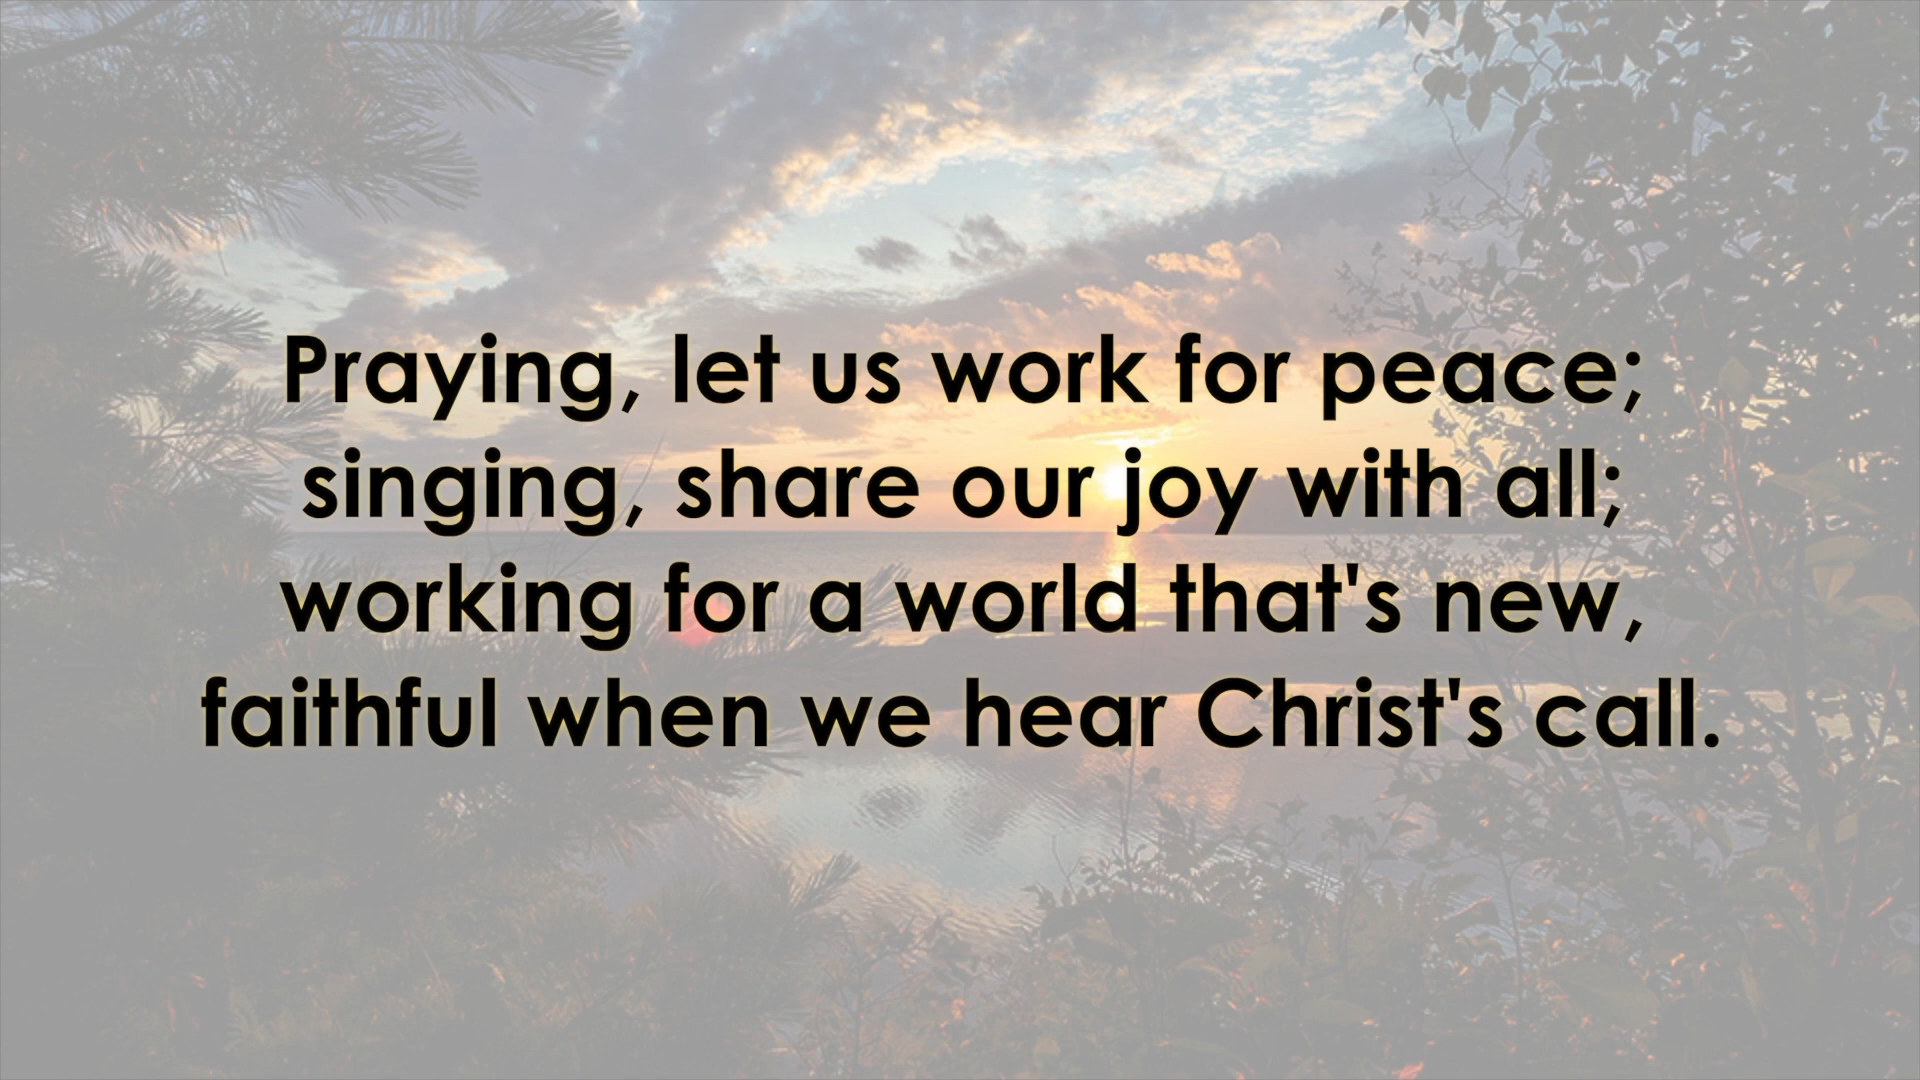 Praying, let us work for peace;
singing, share our joy with all;
working for a world that's new,
faithful when we hear Christ's call.